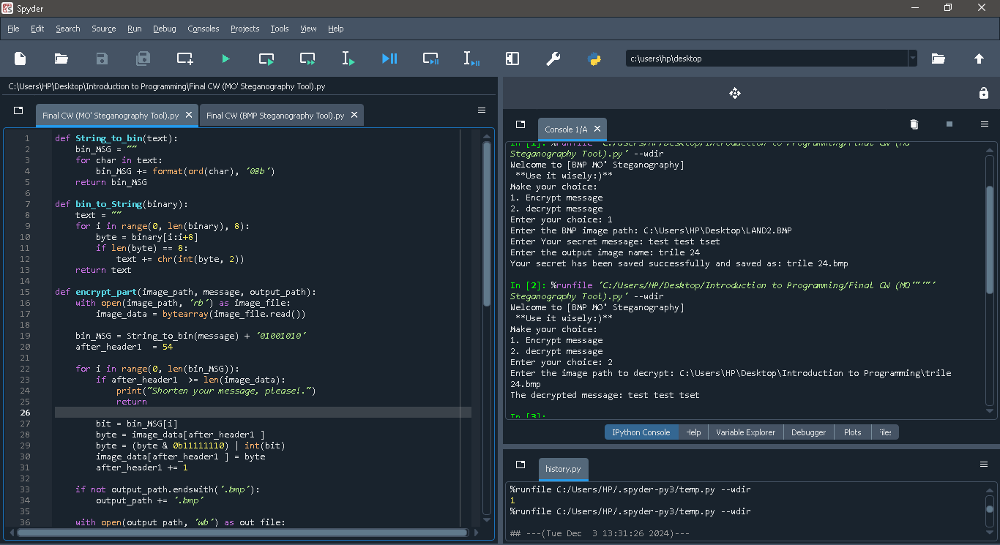 Spyder
File Edit Search Source Run Debug Consoles Projects Tools View Help
c:\users\hp\desktop
C:\Users\HP\Desktop\Introduction to Programming\Final CW (MO' Steganography Tool).py
Final CW (MO' Steganography Tool).py
Final CW (BMP Steganography Tool).py
1 def String_to_bin(text):
2 bin_MSG = ""
3 for char in text:
4 bin_MSG += format(ord(char), '08b')
5 return bin_MSG
6
7 def bin_to_String(binary):
8 text = ""
9 for i in range(0, len(binary), 8):
10 byte = binary[i:i+8]
11 if len(byte) == 8:
12 text += chr(int(byte, 2))
13 return text
14
15 def encrypt_part(image_path, message, output_path):
16 with open(image_path, 'rb') as image_file:
17 image_data = bytearray(image_file.read())
18
19 bin_MSG = String_to_bin(message) + '01001010'
20 after_header1  = 54
21
22 for i in range(0, len(bin_MSG)):
23 if after_header1  >= len(image_data):
24 print("Shorten your message, please!.")
25 return
26
27 bit = bin_MSG[i]
28 byte = image_data[after_header1 ]
29 byte = (byte & 0b11111110) | int(bit)
30 image_data[after_header1 ] = byte
31 after_header1 += 1
32
33 if not output_path.endswith('.bmp'):
34 output_path += '.bmp'
35
36 with open(output_path, 'wb') as out_file:
Console 1/A
In [1]: %runfile 'C:/Users/HP/Desktop/Introduction to Programming/Final CW (MO'
Steganography Tool).py' --wdir
Welcome to [BMP MO' Steganography]
**Use it wisely:)**
Make your choice:
1. Encrypt message
2. decrypt message
Enter your choice: 1
Enter the BMP image path: C:\Users\HP\Desktop\LAND2.BMP
Enter Your secret message: test test tset
Enter the output image name: trile 24
Your secret has been saved successfully and saved as: trile 24.bmp
In [2]: %runfile 'C:/Users/HP/Desktop/Introduction to Programming/Final CW (MO'"'"'
Steganography Tool).py' --wdir
Welcome to [BMP MO' Steganography]
**Use it wisely:)**
Make your choice:
1. Encrypt message
2. decrypt message
Enter your choice: 2
Enter the image path to decrypt: C:\Users\HP\Desktop\Introduction to Programming\trile
24.bmp
The decrypted message: test test tset
In [3]:
IPython Console Help Variable Explorer Debugger Plots Files
history.py
%runfile C:/Users/HP/.spyder-py3/temp.py --wdir
1
%runfile C:/Users/HP/.spyder-py3/temp.py --wdir
## ---(Tue Dec  3 13:31:26 2024)---